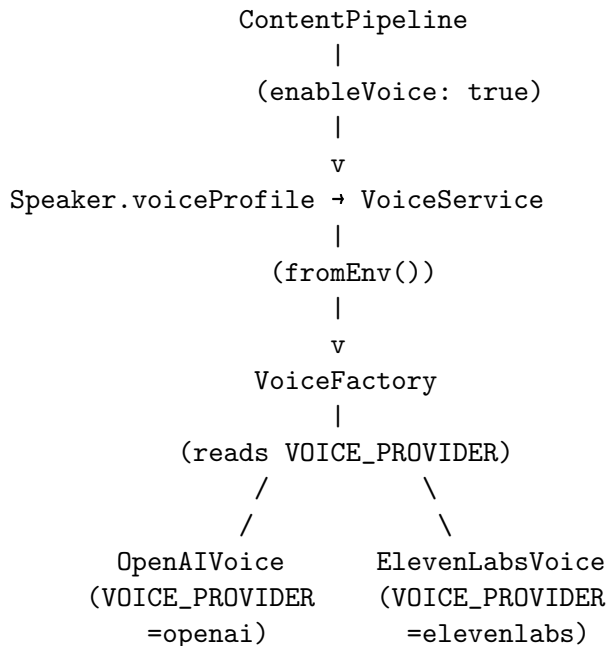 ContentPipeline
|
(enableVoice: true)
|
v
Speaker.voiceProfile → VoiceService
|
(fromEnv())
|
v
VoiceFactory
|
(reads VOICE_PROVIDER)
/ \
/ \
OpenAIVoice ElevenLabsVoice
(VOICE_PROVIDER (VOICE_PROVIDER
=openai) =elevenlabs)